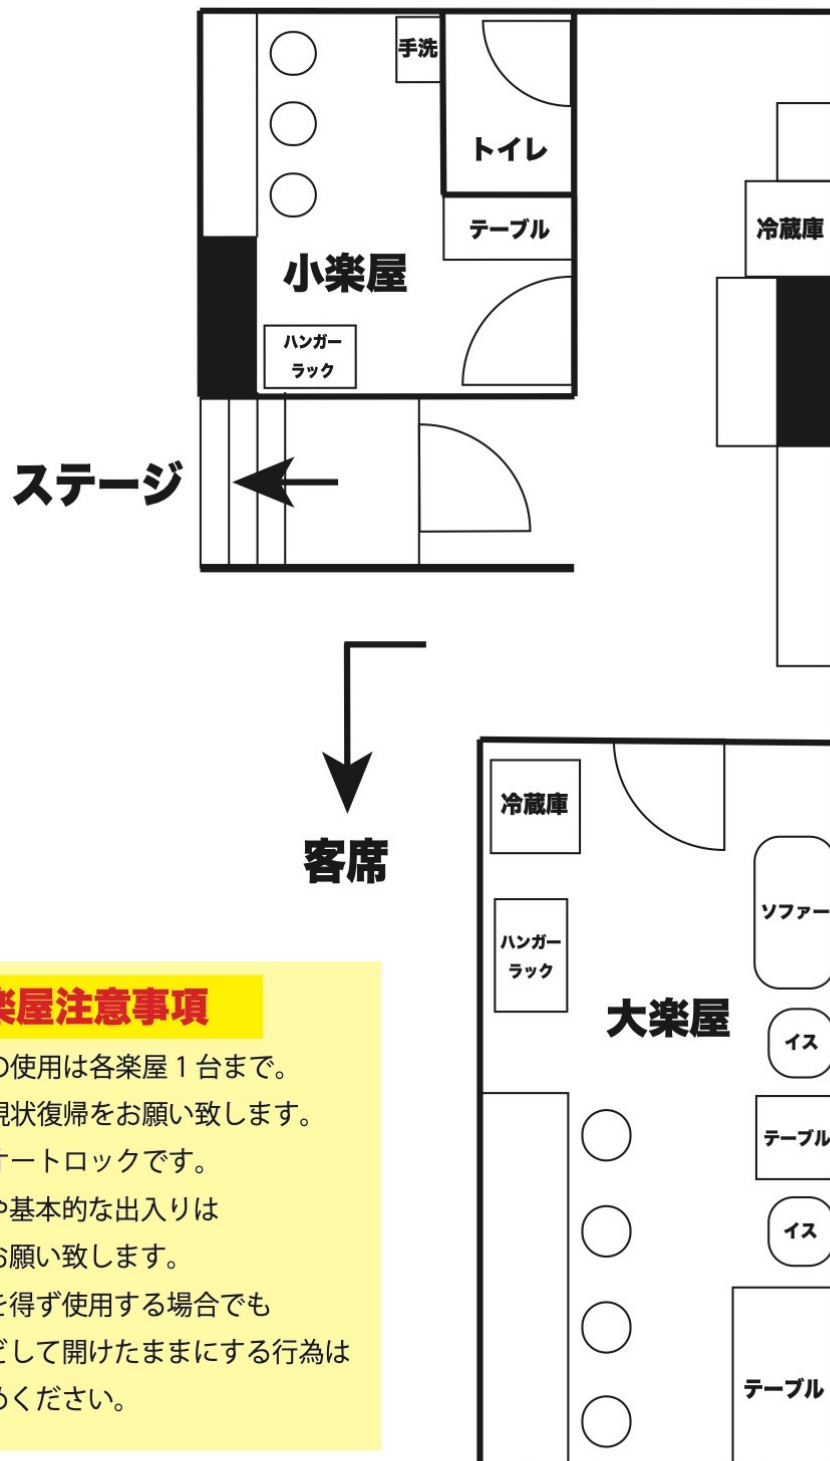 手洗
トイレ
テーブル
冷蔵庫
小楽屋
ハンガー
ラック
ステージ
客席
冷蔵庫
ハンガー
ラック
ソファー
大楽屋
イス
テーブル
イス
テーブル
楽屋注意事項
の使用は各楽屋1台まで。
現状復帰をお願い致します。
オートロックです。
や基本的な出入りは
お願い致します。
を得ず使用する場合でも
どして開けたままにする行為は
めください。